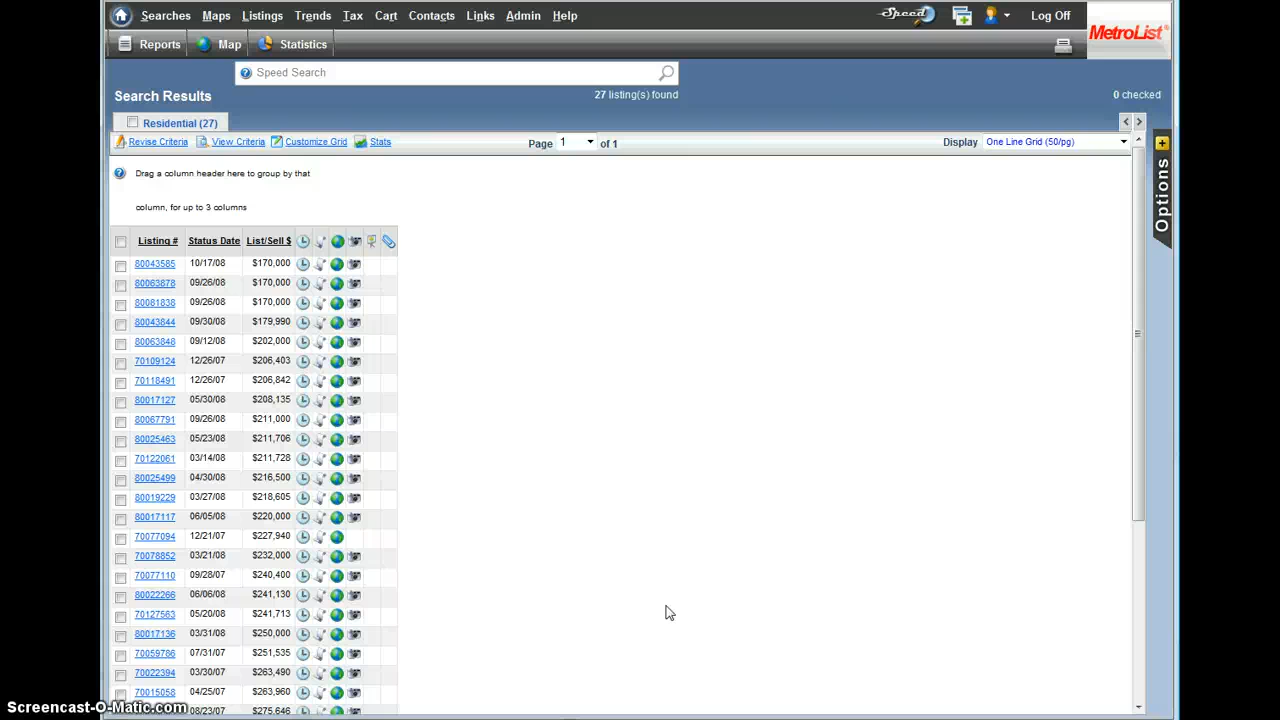 Searches Maps Listings Trends Tax Cart Contacts Links Admin Help Speed Log Off
MetroList
Reports Map Statistics
Speed Search
Search Results 27 listing(s) found 0 checked
Residential (27)
Revise Criteria View Criteria Customize Grid Stats Page 1 of 1 Display One Line Grid (50/pg)
Options
Drag a column header here to group by that
column, for up to 3 columns
Listing # Status Date List/Sell $
80043585 10/17/08 $170,000
80063878 09/26/08 $170,000
80081838 09/26/08 $170,000
80043844 09/30/08 $179,990
80063848 09/12/08 $202,000
70109124 12/26/07 $206,403
70118491 12/26/07 $206,842
80017127 05/30/08 $208,135
80067791 09/26/08 $211,000
80025463 05/23/08 $211,706
70122061 03/14/08 $211,728
80025499 04/30/08 $216,500
80019229 03/27/08 $218,605
80017117 06/05/08 $220,000
70077094 12/21/07 $227,940
70078852 03/21/08 $232,000
70077110 09/28/07 $240,400
80022266 06/06/08 $241,130
70127563 05/20/08 $241,713
80017136 03/31/08 $250,000
70059786 07/31/07 $251,535
70022394 03/30/07 $263,490
70015058 04/25/07 $263,960
08/23/07 $275,646
Screencast-O-Matic.com